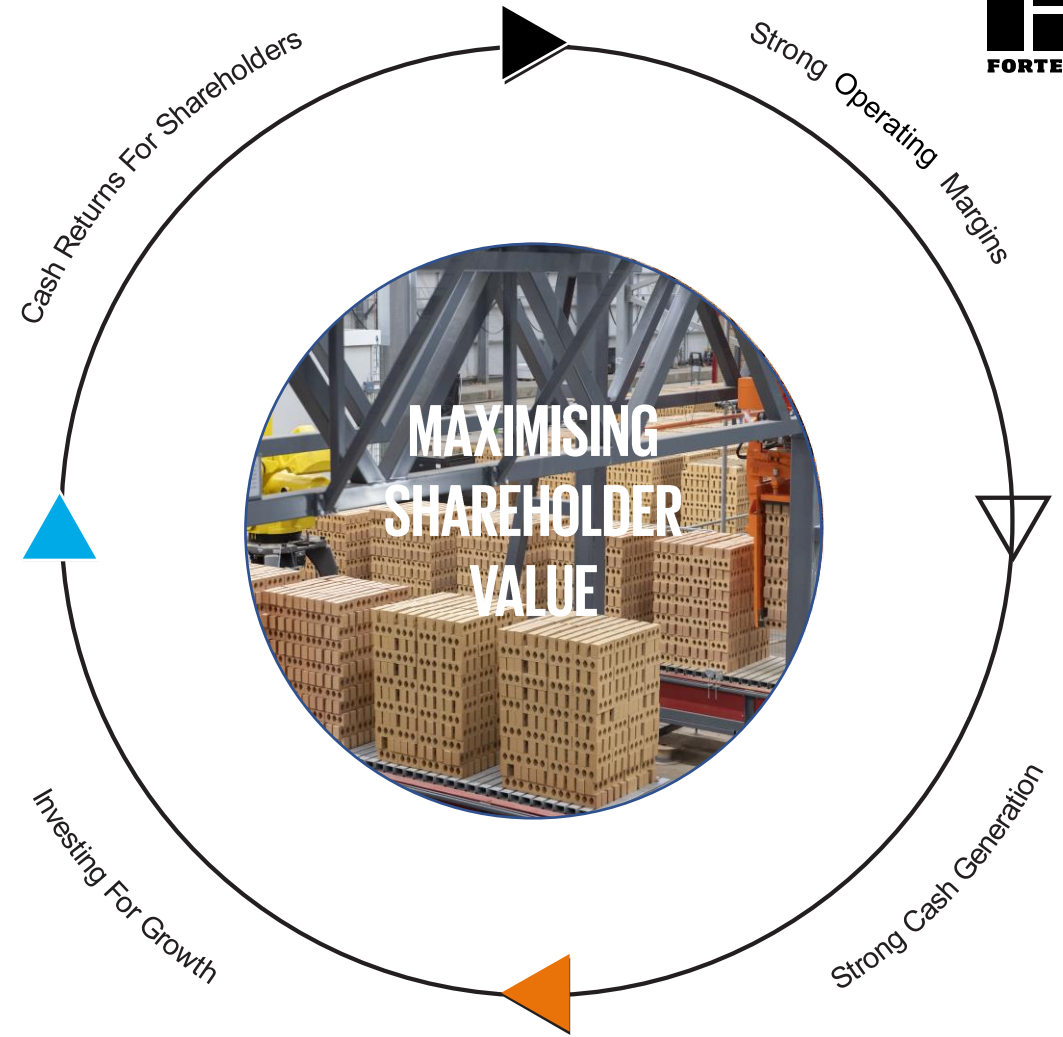 Cash Returns For Shareholders
Strong Operating Margins
FORTE
MAXIMISING
SHAREHOLDER
VALUE
Investing For Growth
Strong Cash Generation